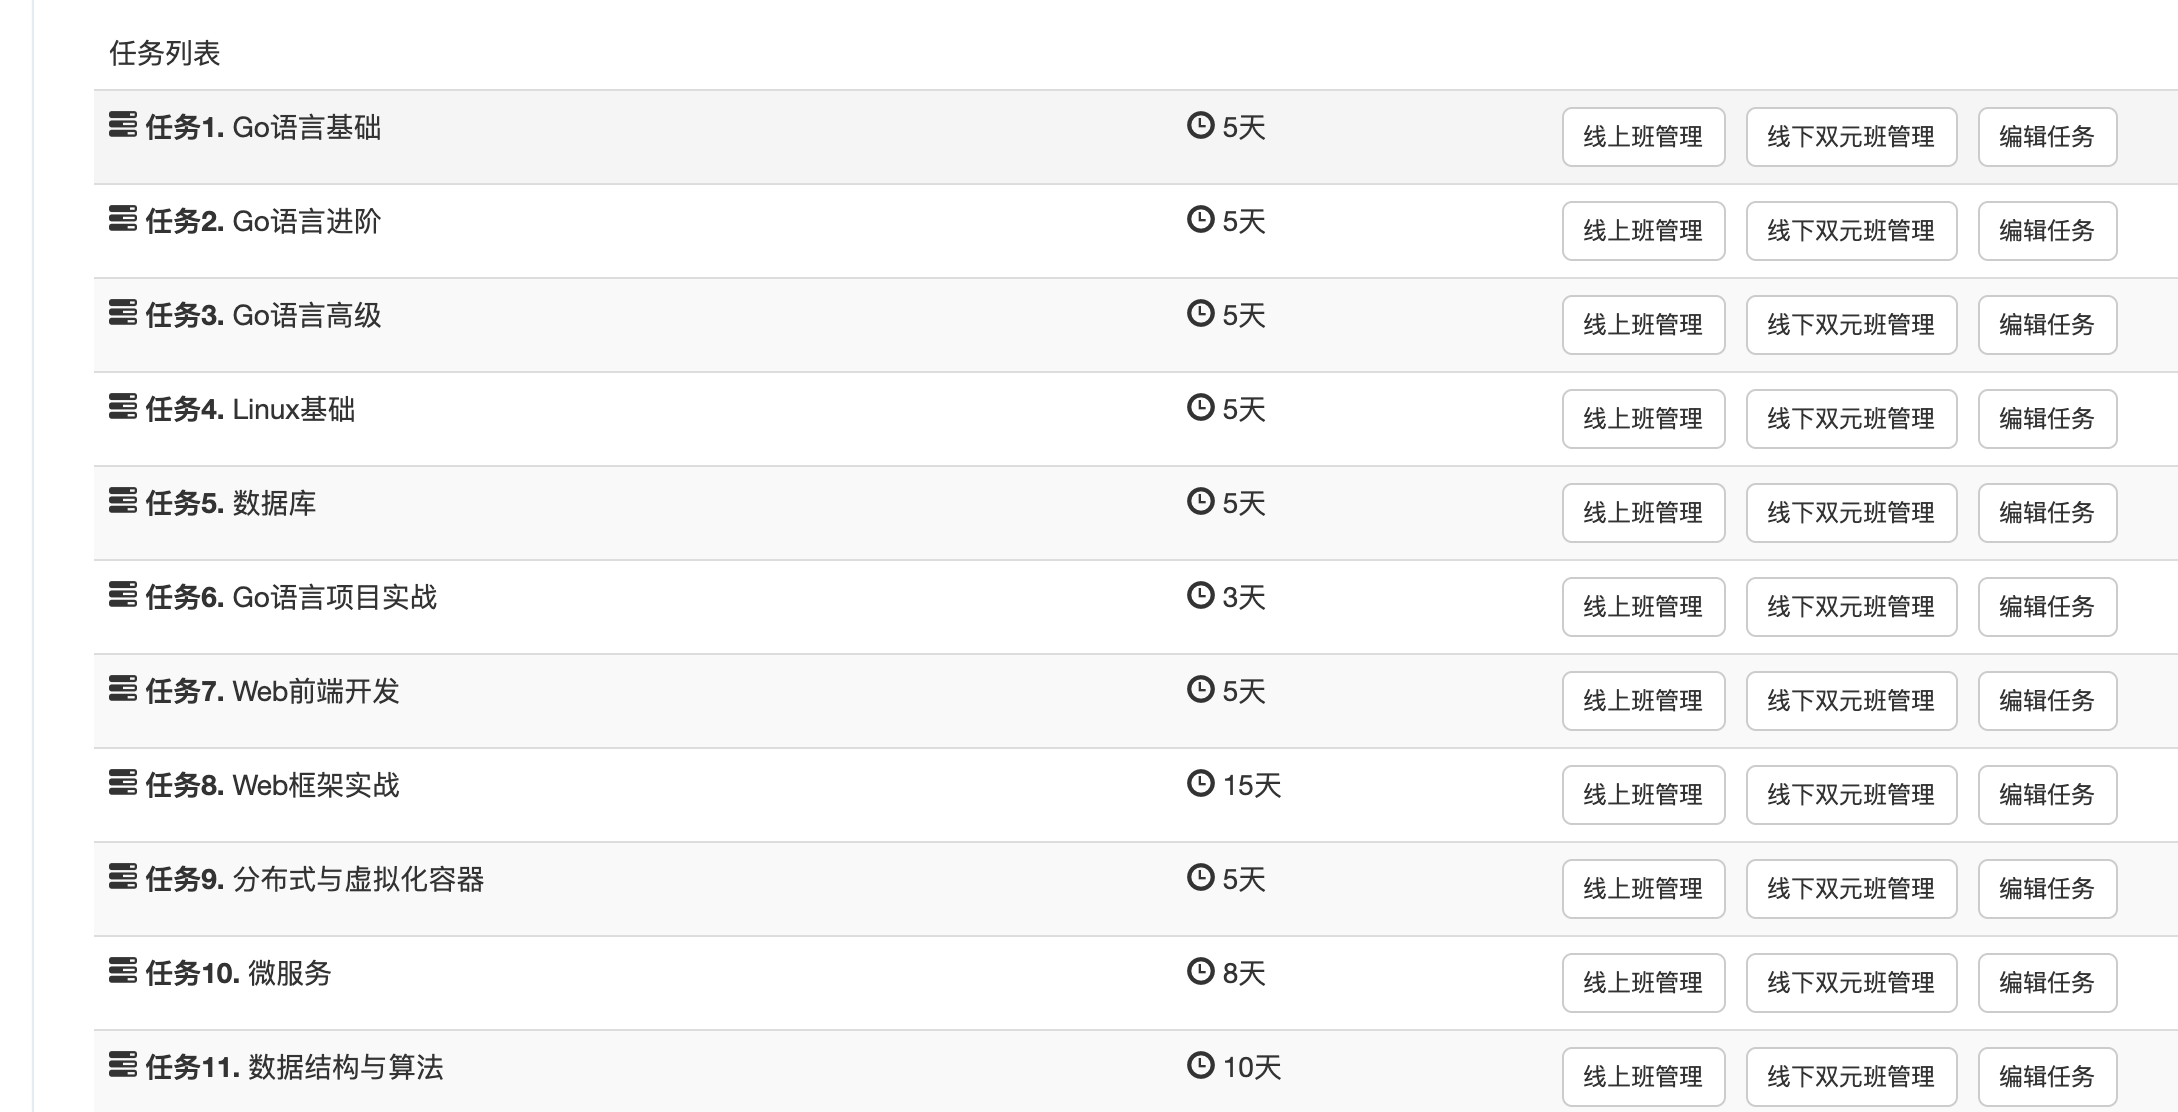 任务列表
任务1. Go语言基础 5天 线上班管理 线下双元班管理 编辑任务
任务2. Go语言进阶 5天 线上班管理 线下双元班管理 编辑任务
任务3. Go语言高级 5天 线上班管理 线下双元班管理 编辑任务
任务4. Linux基础 5天 线上班管理 线下双元班管理 编辑任务
任务5. 数据库 5天 线上班管理 线下双元班管理 编辑任务
任务6. Go语言项目实战 3天 线上班管理 线下双元班管理 编辑任务
任务7. Web前端开发 5天 线上班管理 线下双元班管理 编辑任务
任务8. Web框架实战 15天 线上班管理 线下双元班管理 编辑任务
任务9. 分布式与虚拟化容器 5天 线上班管理 线下双元班管理 编辑任务
任务10. 微服务 8天 线上班管理 线下双元班管理 编辑任务
任务11. 数据结构与算法 10天 线上班管理 线下双元班管理 编辑任务